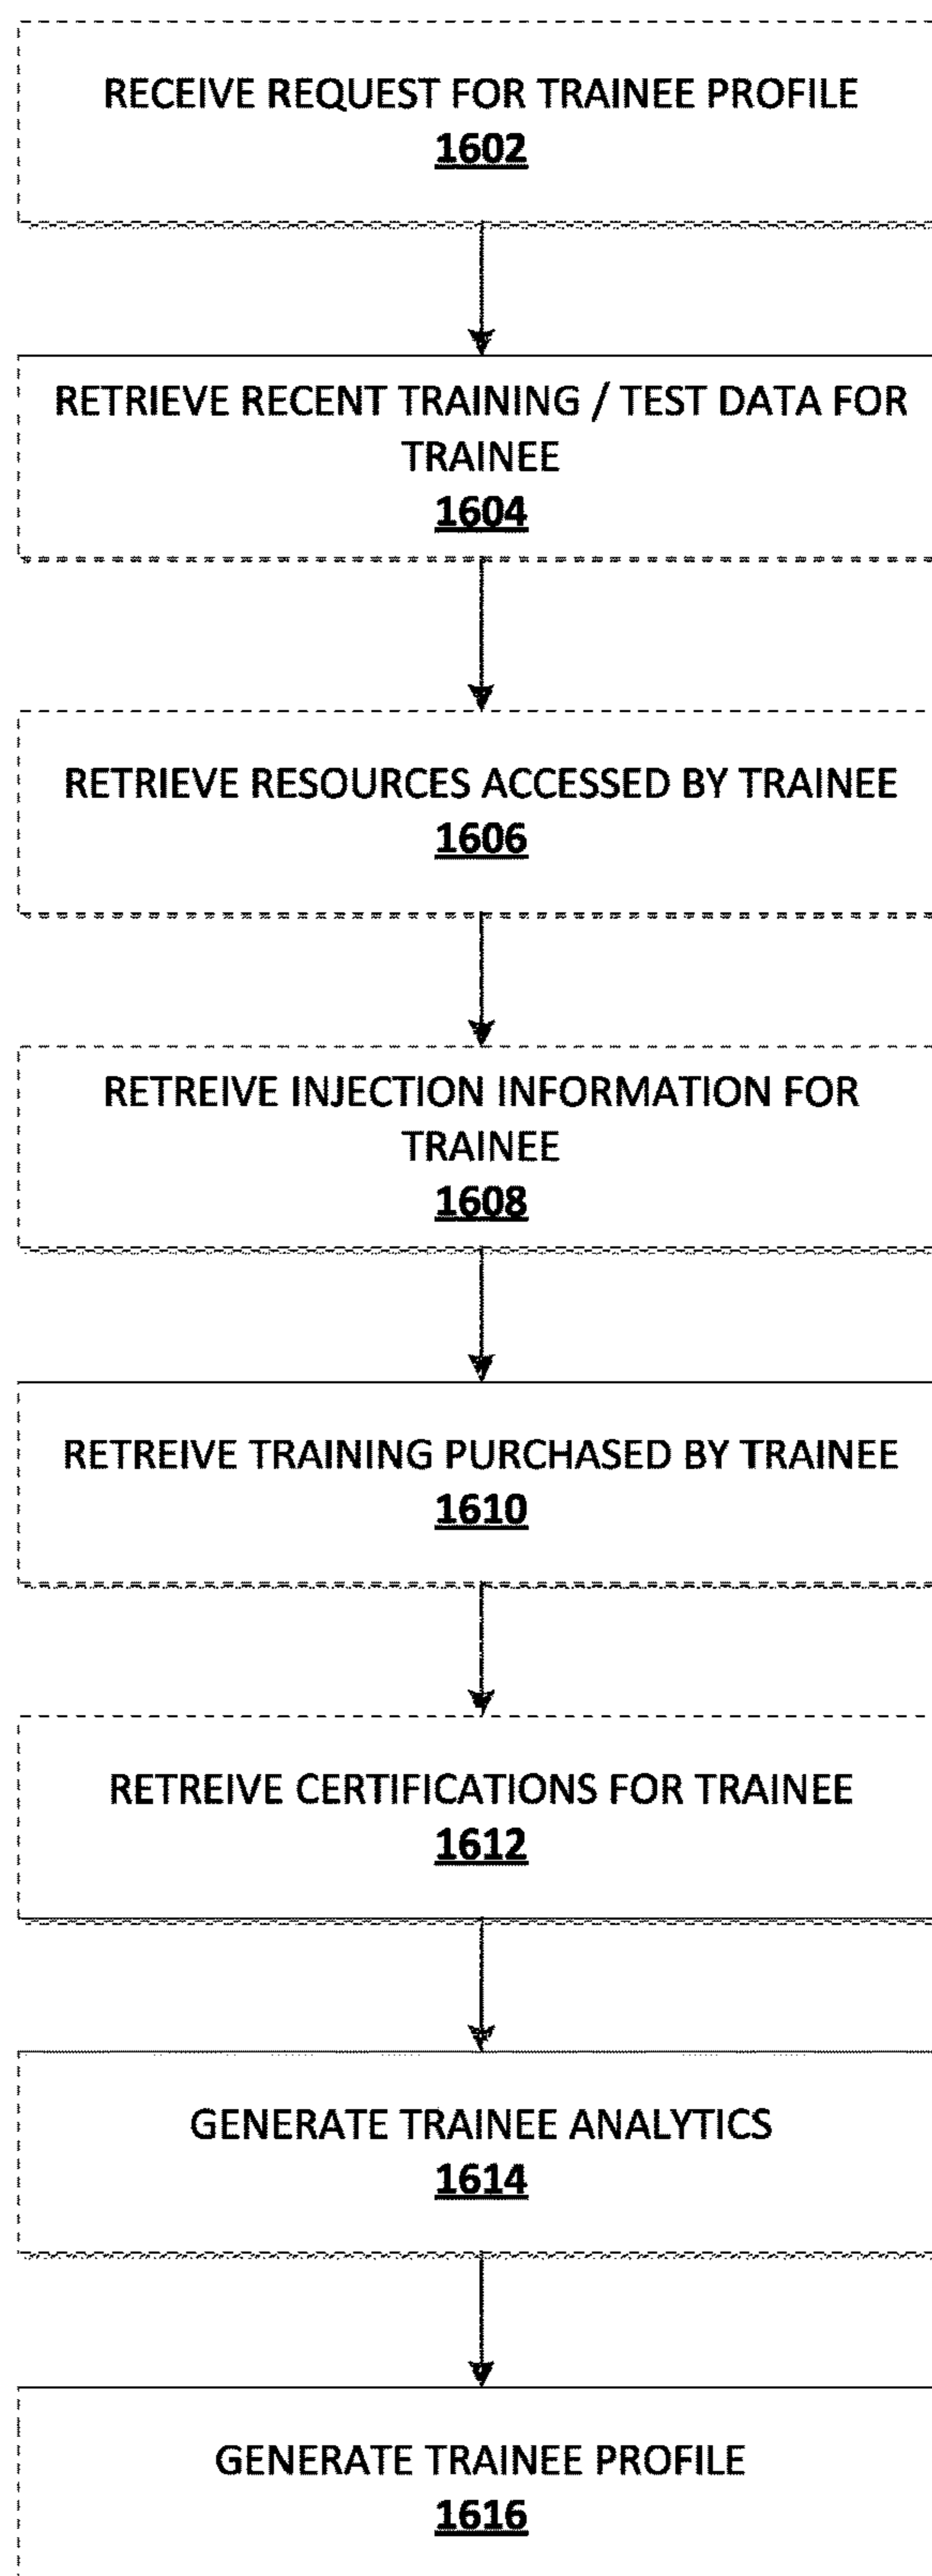 RECEIVE REQUEST FOR TRAINEE PROFILE
1602
RETRIEVE RECENT TRAINING / TEST DATA FOR
TRAINEE
1604
RETRIEVE RESOURCES ACCESSED BY TRAINEE
1606
RETREIVE INJECTION INFORMATION FOR
TRAINEE
1608
RETREIVE TRAINING PURCHASED BY TRAINEE
1610
RETREIVE CERTIFICATIONS FOR TRAINEE
1612
GENERATE TRAINEE ANALYTICS
1614
GENERATE TRAINEE PROFILE
1616